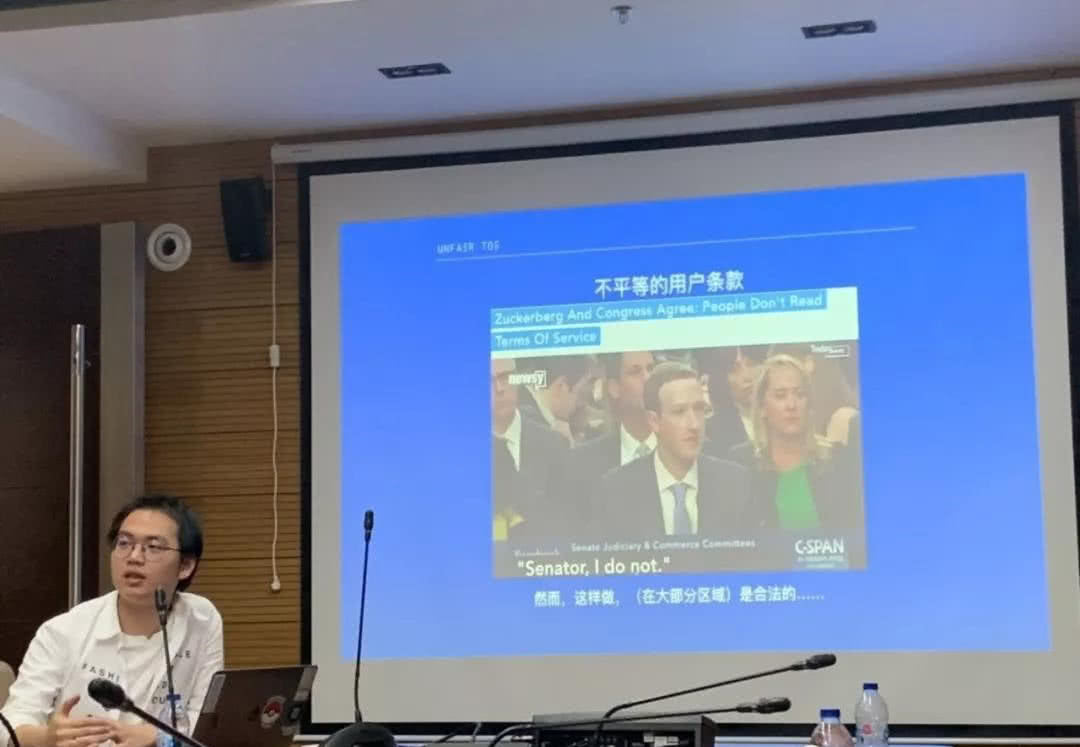 UNFAIR TOS
不平等的用户条款
Zuckerberg And Congress Agree: People Don't Read
Terms Of Service
newsy
Senate Judiciary & Commerce Committees
C-SPAN
"Senator, I do not."
然而，这样做，（在大部分区域）是合法的……
FASHI